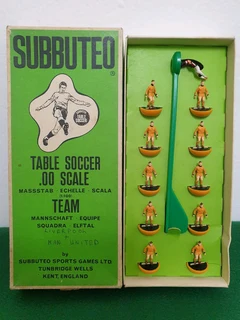 SUBBUTEO
TABLE SOCCER
.00 SCALE
MASSSTAB ECHELLE SCALA
TEAM
MANNSCHAFT EQUIPE
SQUADRA ELFTAL
by
SUBBUTEO SPORTS GAMES LTD
TUNBRIDGE WELLS
KENT, ENGLAND